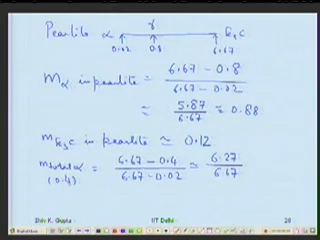 γ
Pearlite α Fe₃C
0.02 0.8 6.67
mα in pearlite = (6.67 - 0.8) / (6.67 - 0.02)
= 5.87 / 6.67 ≈ 0.88
mFe₃C in pearlite ≃ 0.12
mtotal α = (6.67 - 0.4) / (6.67 - 0.02) ≃ 6.27 / 6.67
(0.4)
Shiv K. Gupta IIT Delhi 28